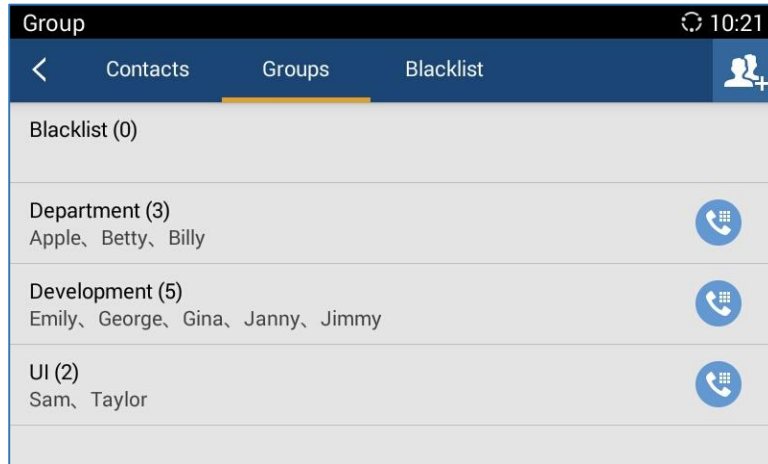 Group 10:21
Contacts Groups Blacklist
Blacklist (0)
Department (3)
Apple、Betty、Billy
Development (5)
Emily、George、Gina、Janny、Jimmy
UI (2)
Sam、Taylor